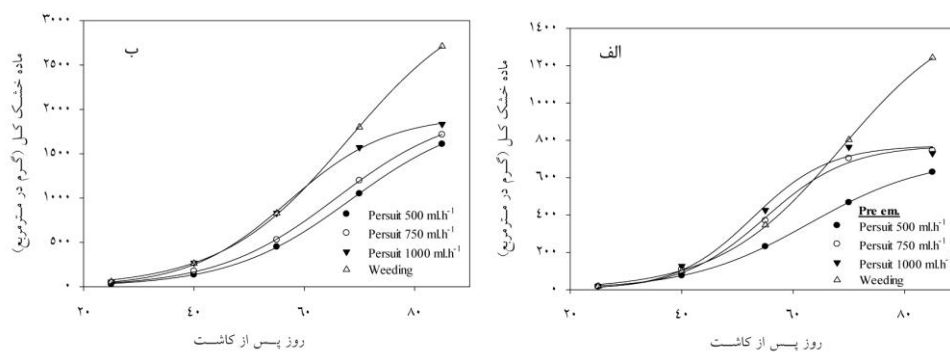 الف
ماده خشک کل (گرم در مترمربع)
۱۴۰۰
۱۲۰۰
۱۰۰۰
۸۰۰
۶۰۰
۴۰۰
۲۰۰
۰
Pre em.
Persuit 500 ml.h⁻¹
Persuit 750 ml.h⁻¹
Persuit 1000 ml.h⁻
Weeding
۲۰ ۴۰ ۶۰ ۸۰
روز پس از کاشت
ب
ماده خشک کل (گرم در مترمربع)
۳۰۰۰
۲۵۰۰
۲۰۰۰
۱۵۰۰
۱۰۰۰
۵۰۰
۰
Persuit 500 ml.h⁻¹
Persuit 750 ml.h⁻¹
Persuit 1000 ml.h⁻¹
Weeding
۲۰ ۴۰ ۶۰ ۸۰
روز پس از کاشت